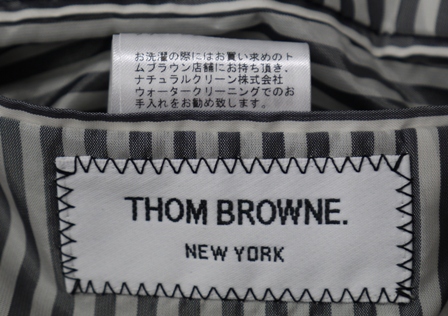 お洗濯の際にはお買い求めのト
ムブラウン店舗にお持ち頂き、
ナチュラルクリーン株式会社
ウォータークリーニングでのお
手入れをお勧め致します。
THOM BROWNE.
NEW YORK